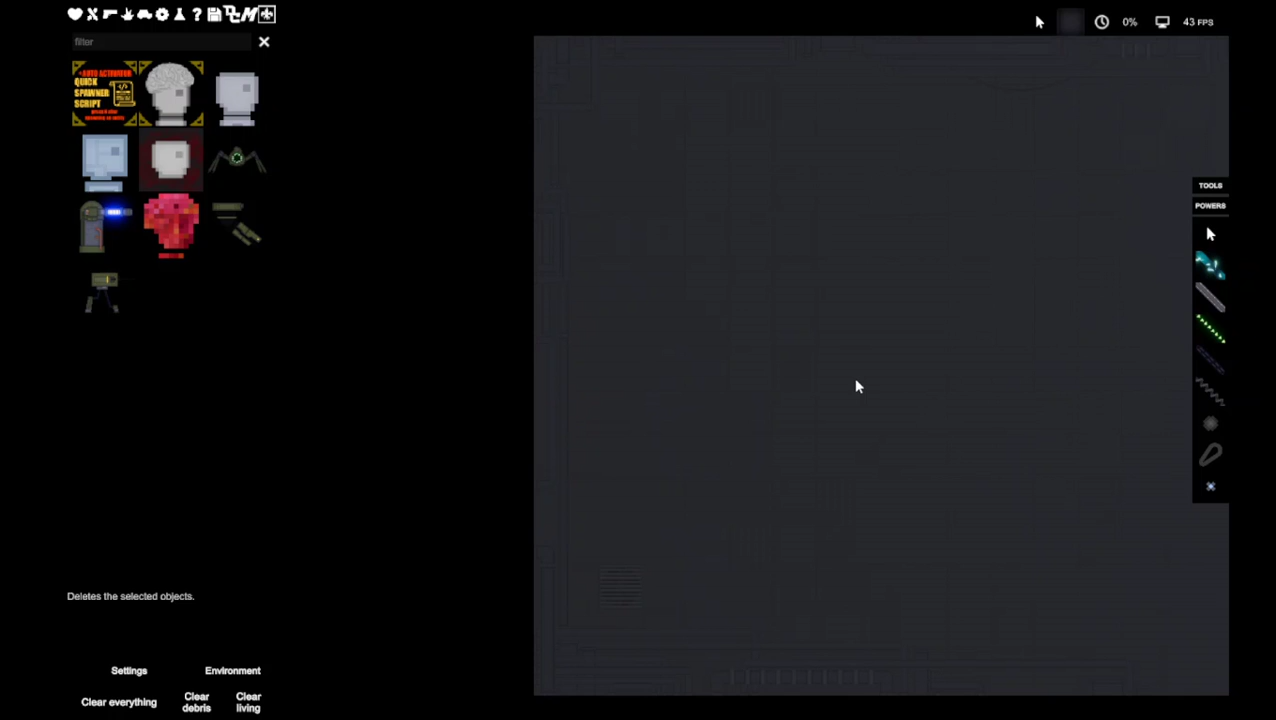 0%
43 FPS
filter
+AUTO ACTIVATION
QUICK
SPAWNER
SCRIPT
TOOLS
POWERS
Deletes the selected objects.
Settings
Environment
Clear everything
Clear
debris
Clear
living